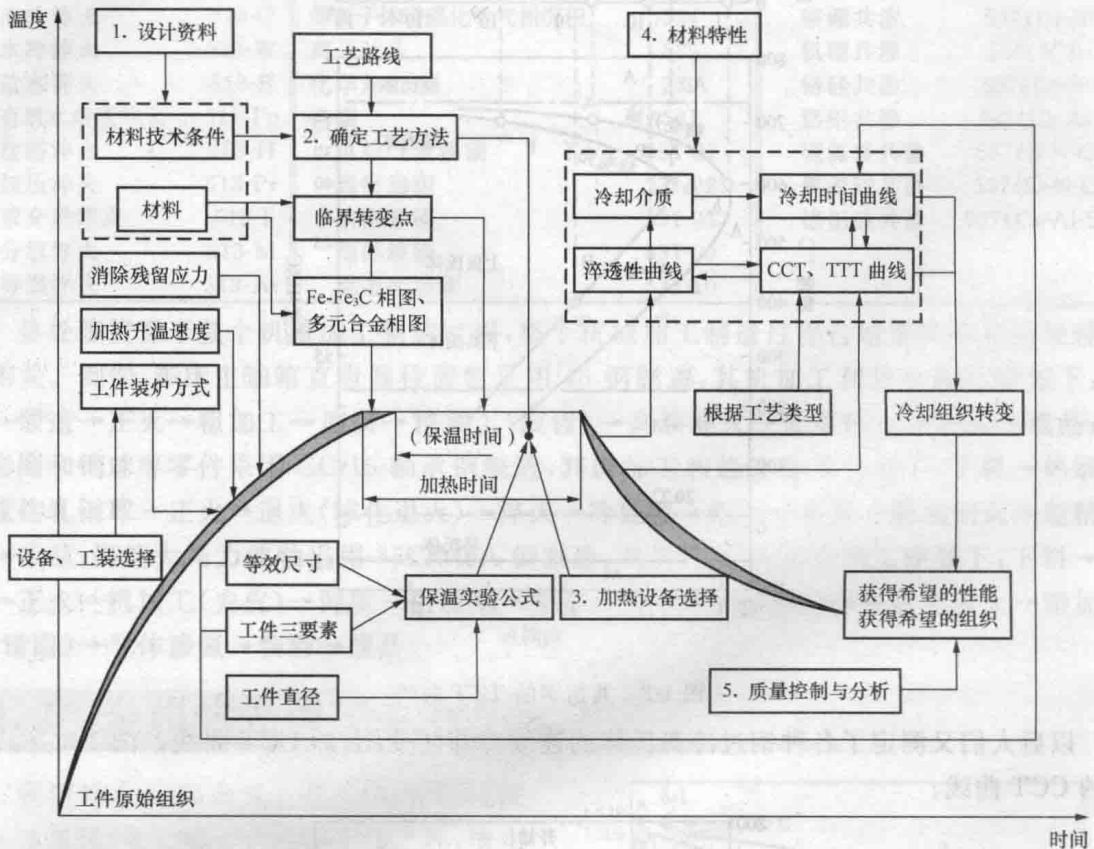 温度
1. 设计资料
工艺路线
4. 材料特性
材料技术条件
2. 确定工艺方法
材料
临界转变点
冷却介质
冷却时间曲线
消除残留应力
Fe-Fe₃C 相图、
多元合金相图
淬透性曲线
CCT、TTT 曲线
加热升温速度
工件装炉方式
(保温时间)
加热时间
根据工艺类型
冷却组织转变
设备、工装选择
等效尺寸
保温实验公式
3. 加热设备选择
获得希望的性能
获得希望的组织
工件三要素
工件直径
5. 质量控制与分析
工件原始组织
时间